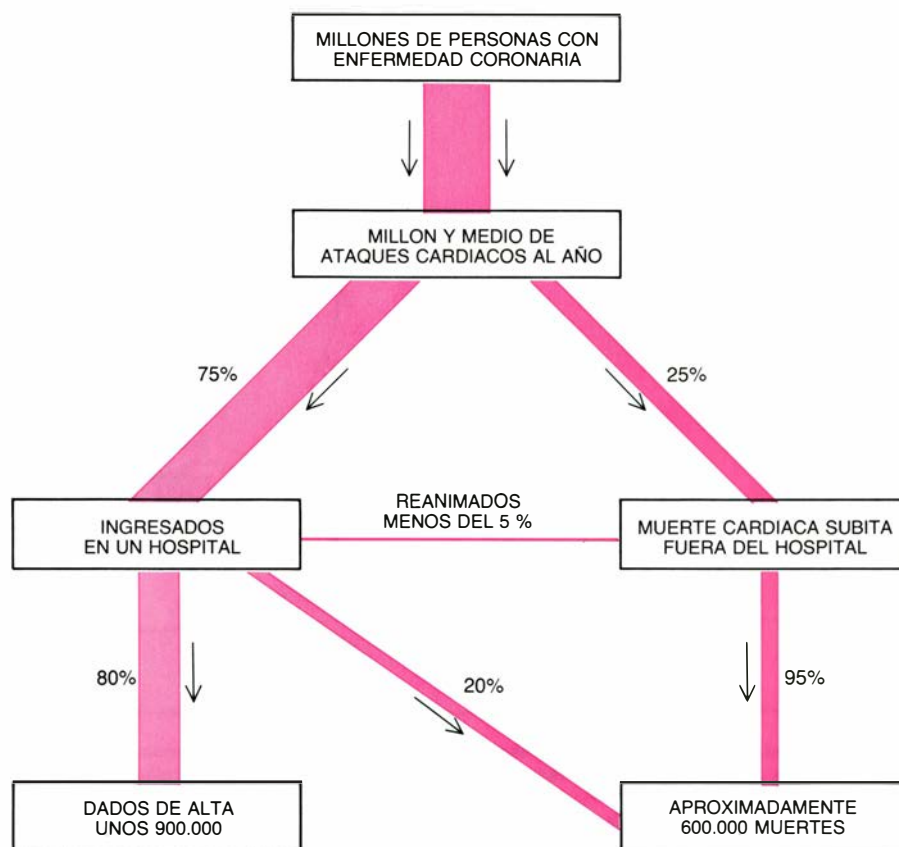 MILLONES DE PERSONAS CON
ENFERMEDAD CORONARIA
MILLON Y MEDIO DE
ATAQUES CARDIACOS AL AÑO
75%
25%
INGRESADOS
EN UN HOSPITAL
REANIMADOS
MENOS DEL 5 %
MUERTE CARDIACA SUBITA
FUERA DEL HOSPITAL
80%
20%
95%
DADOS DE ALTA
UNOS 900.000
APROXIMADAMENTE
600.000 MUERTES